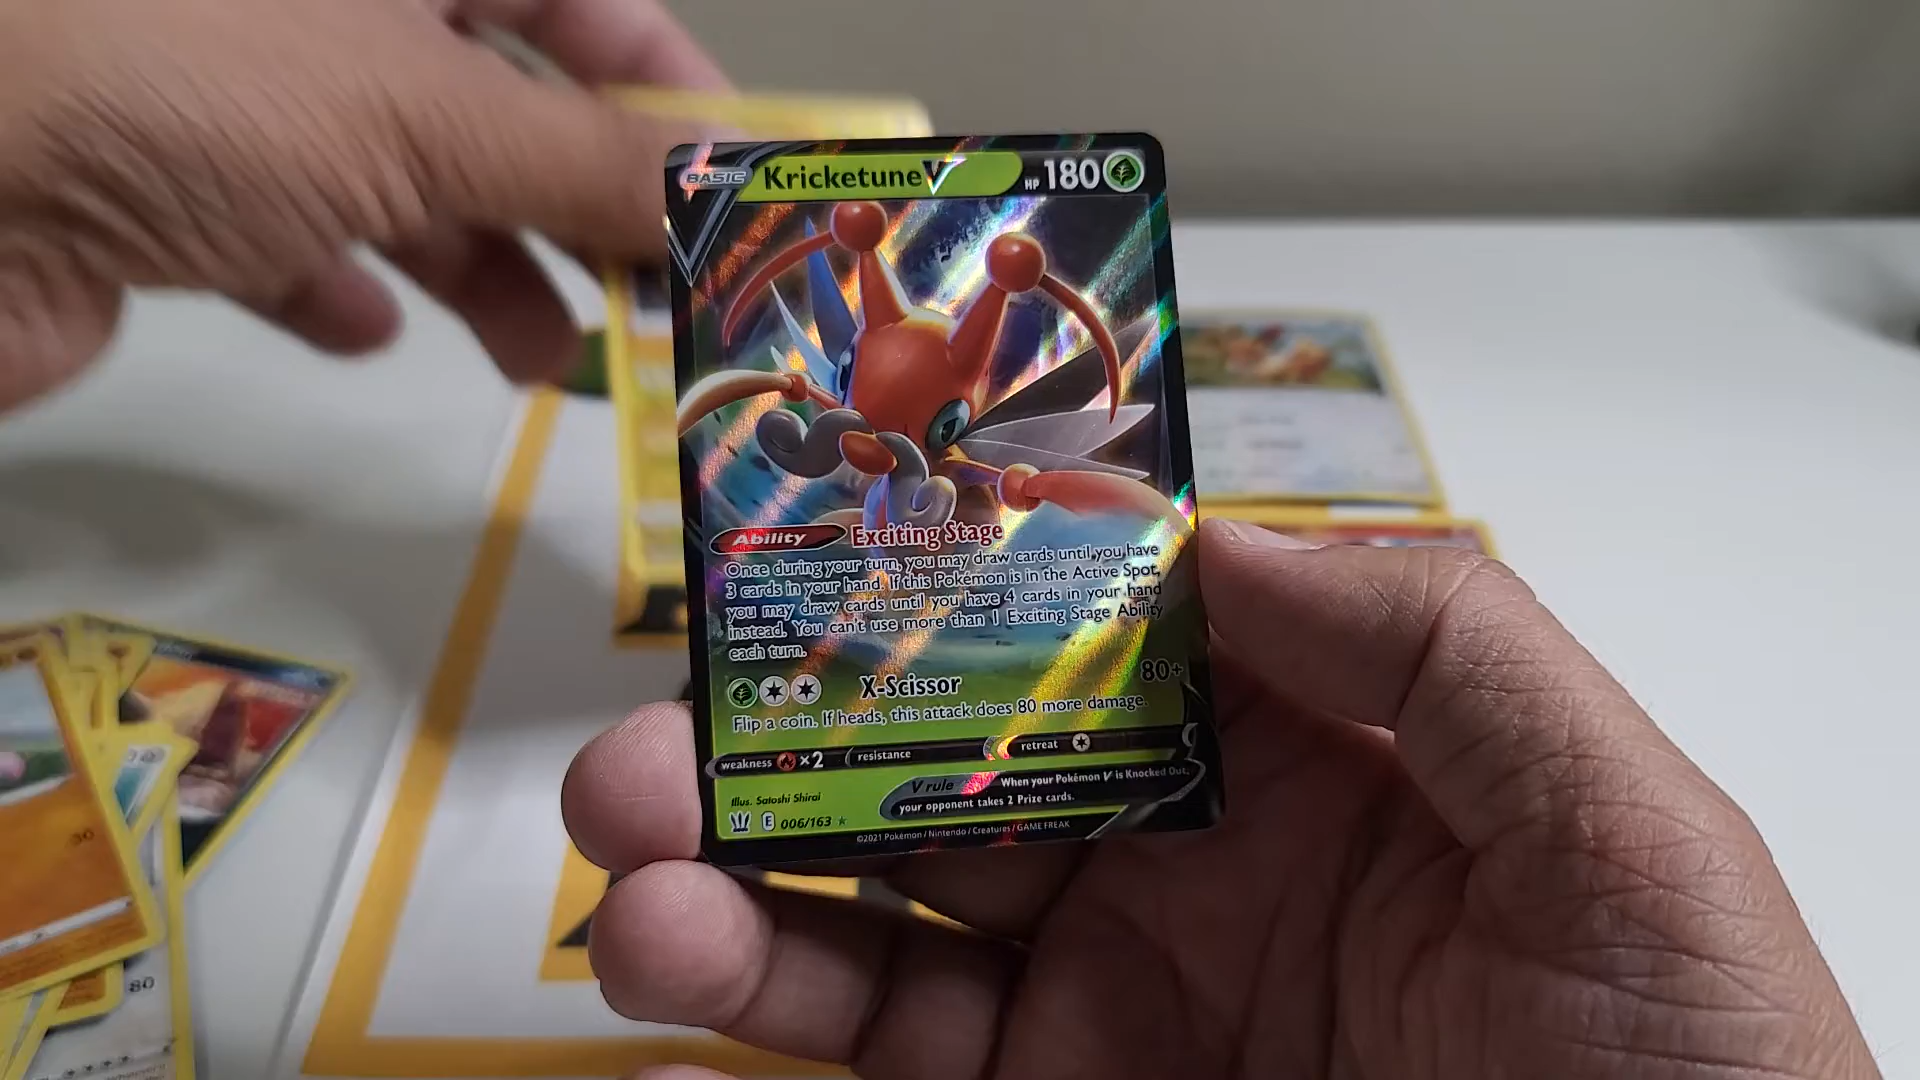 BASIC Kricketune V HP 180
Ability Exciting Stage
Once during your turn, you may draw cards until you have
3 cards in your hand. If this Pokémon is in the Active Spot,
you may draw cards until you have 4 cards in your hand
instead. You can't use more than 1 Exciting Stage Ability
each turn.
X-Scissor 80+
Flip a coin. If heads, this attack does 80 more damage.
weakness ×2 resistance retreat
V rule When your Pokémon V is Knocked Out,
your opponent takes 2 Prize cards.
Illus. Satoshi Shirai
E 006/163
©2021 Pokémon / Nintendo / Creatures / GAME FREAK
30
80